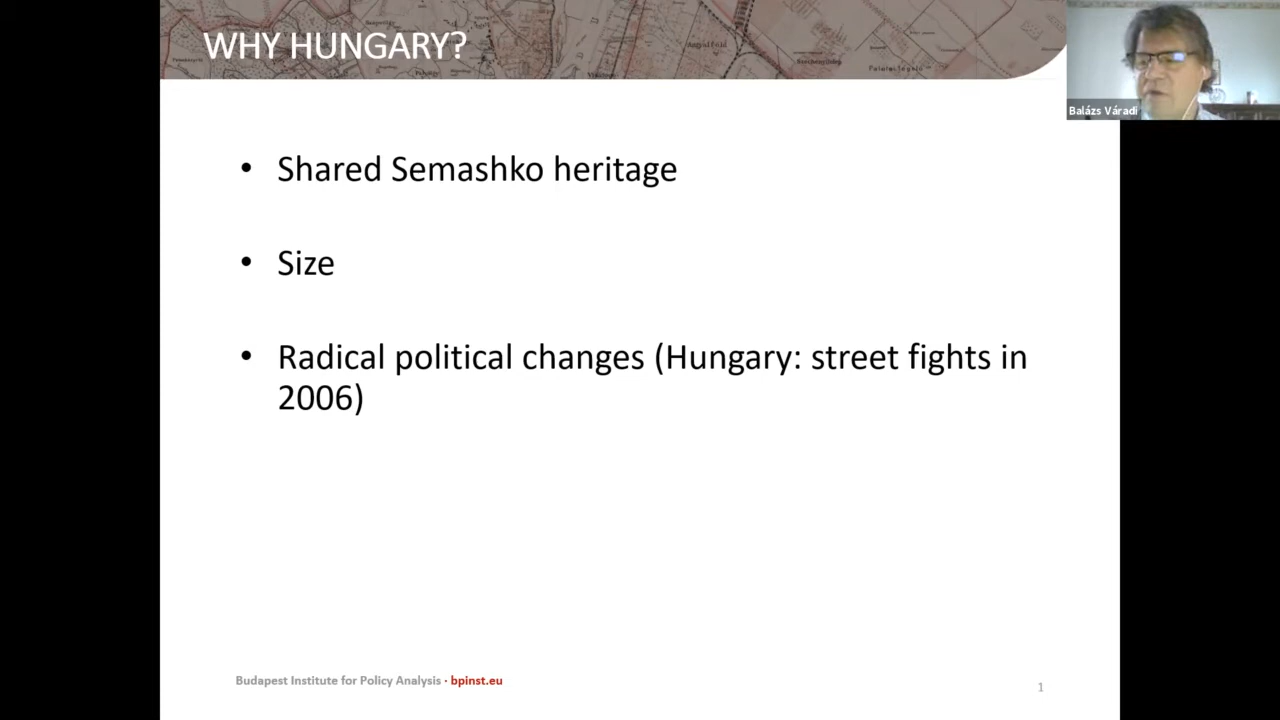 WHY HUNGARY?
Balázs Váradi
• Shared Semashko heritage
• Size
• Radical political changes (Hungary: street fights in
2006)
Budapest Institute for Policy Analysis · bpinst.eu
1